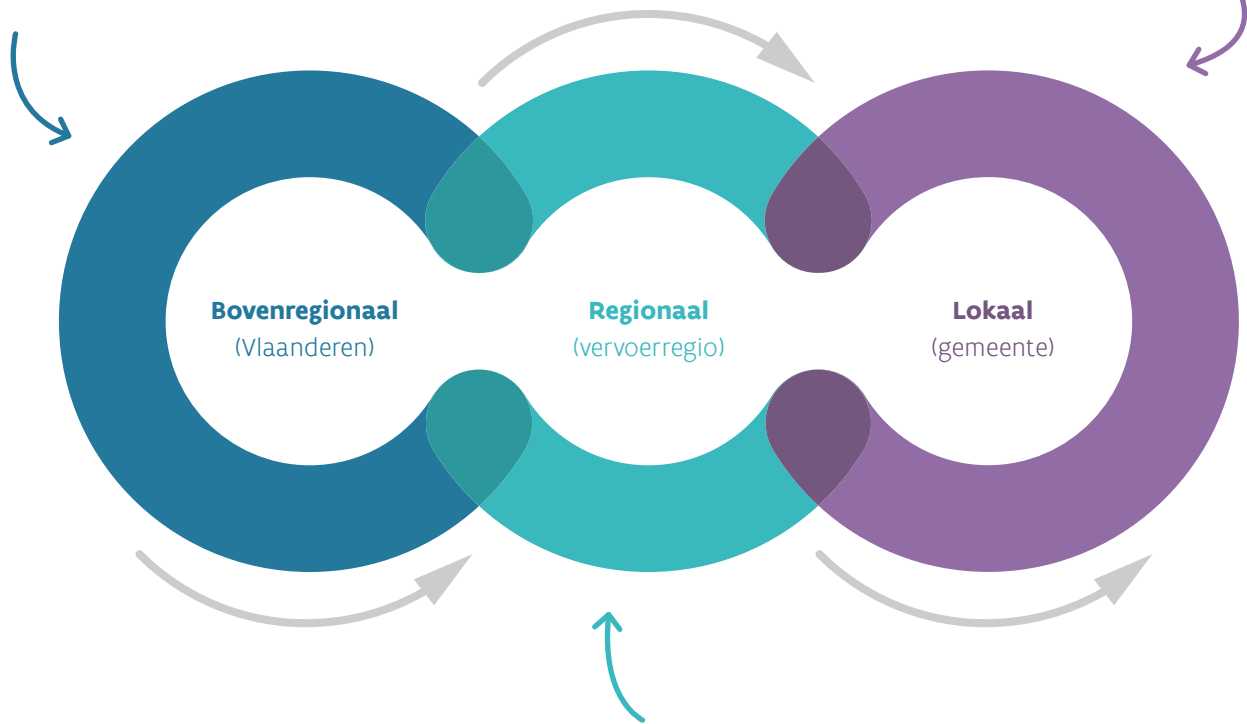 Bovenregionaal
(Vlaanderen)
Regionaal
(vervoerregio)
Lokaal
(gemeente)